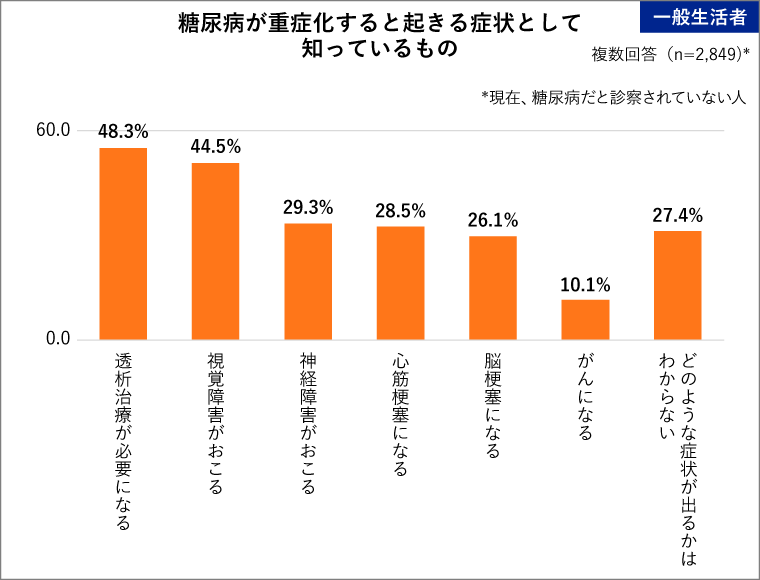 一般生活者
糖尿病が重症化すると起きる症状として
知っているもの
複数回答（n=2,849）*
*現在、糖尿病だと診察されていない人
60.0
48.3%
44.5%
29.3%
28.5%
26.1%
10.1%
27.4%
0.0
透析治療が必要になる
視覚障害がおこる
神経障害がおこる
心筋梗塞になる
脳梗塞になる
がんになる
どのような症状が出るかは
わからない